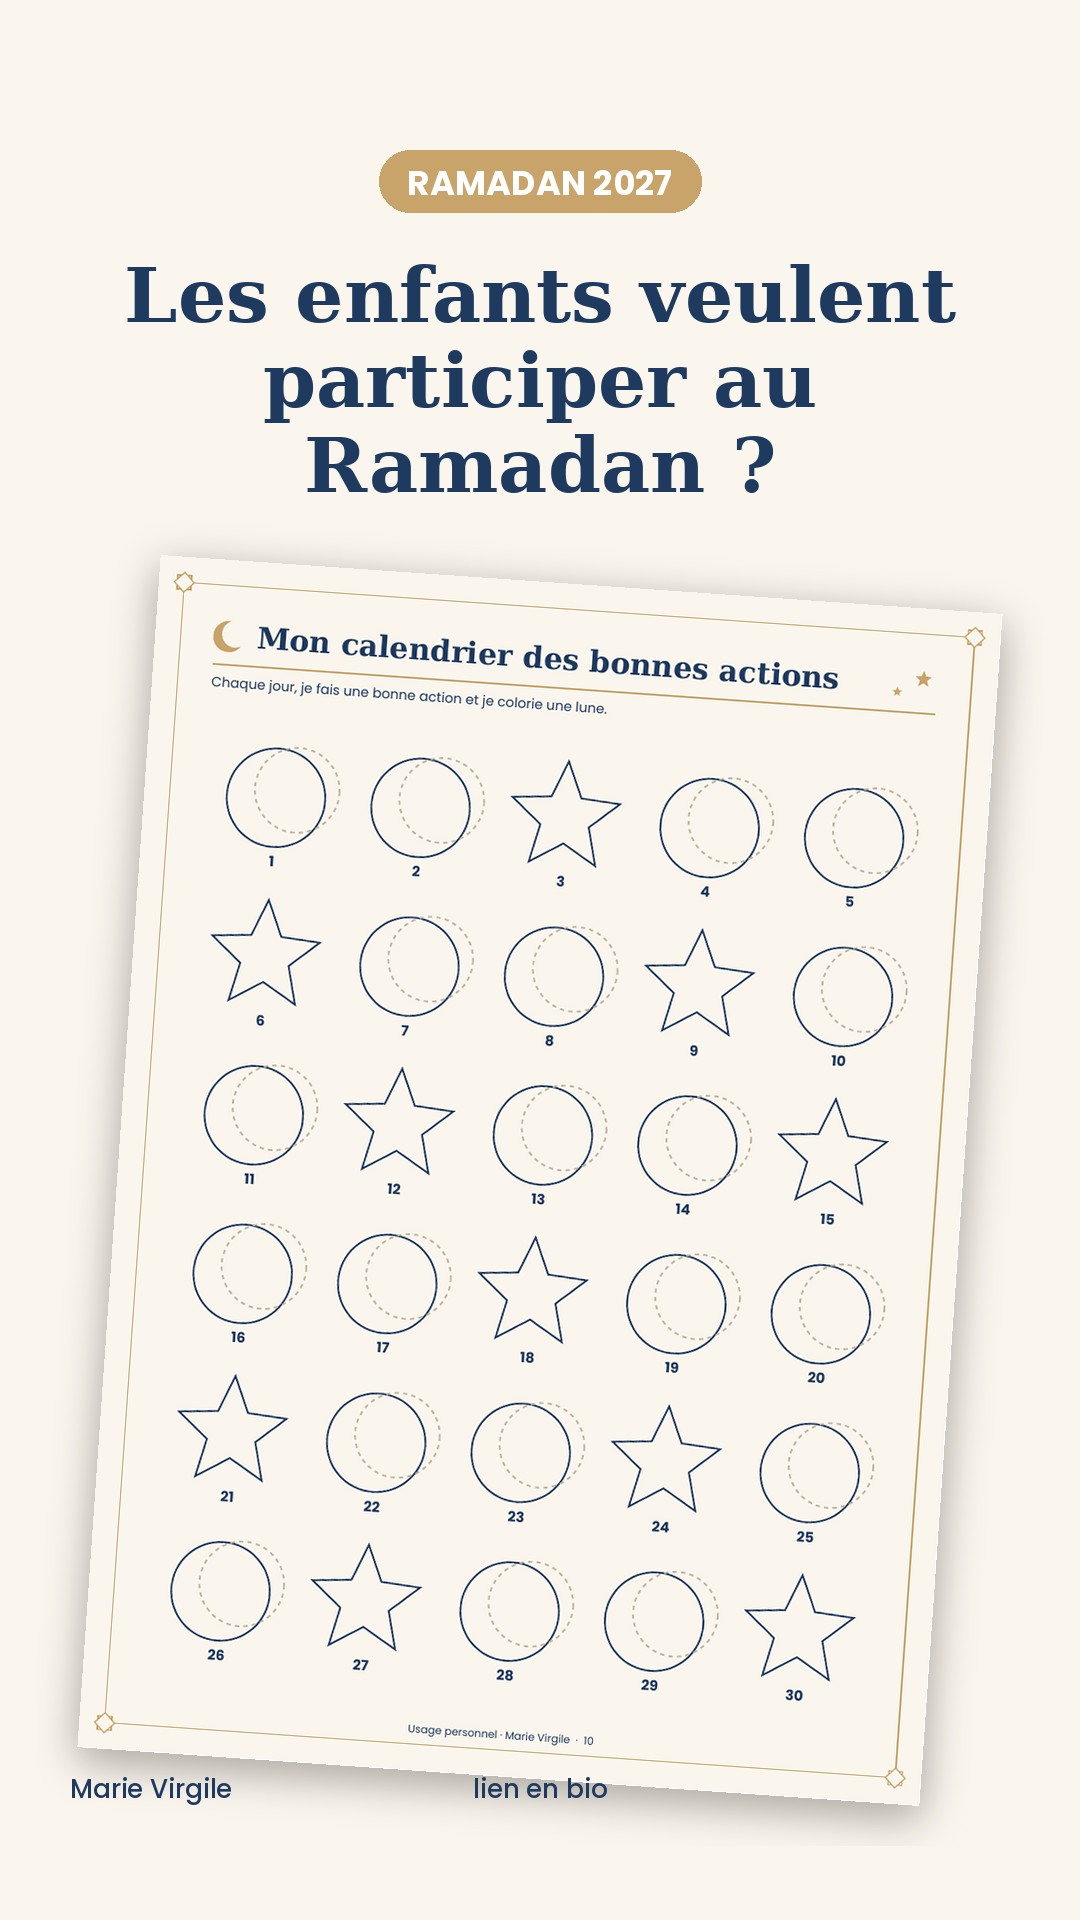 RAMADAN 2027
Les enfants veulent
participer au
Ramadan ?
Mon calendrier des bonnes actions
Chaque jour, je fais une bonne action et je colorie une lune.
1 2 3 4 5
6 7 8 9 10
11 12 13 14 15
16 17 18 19 20
21 22 23 24 25
26 27 28 29 30
Usage personnel · Marie Virgile · 10
Marie Virgile
lien en bio